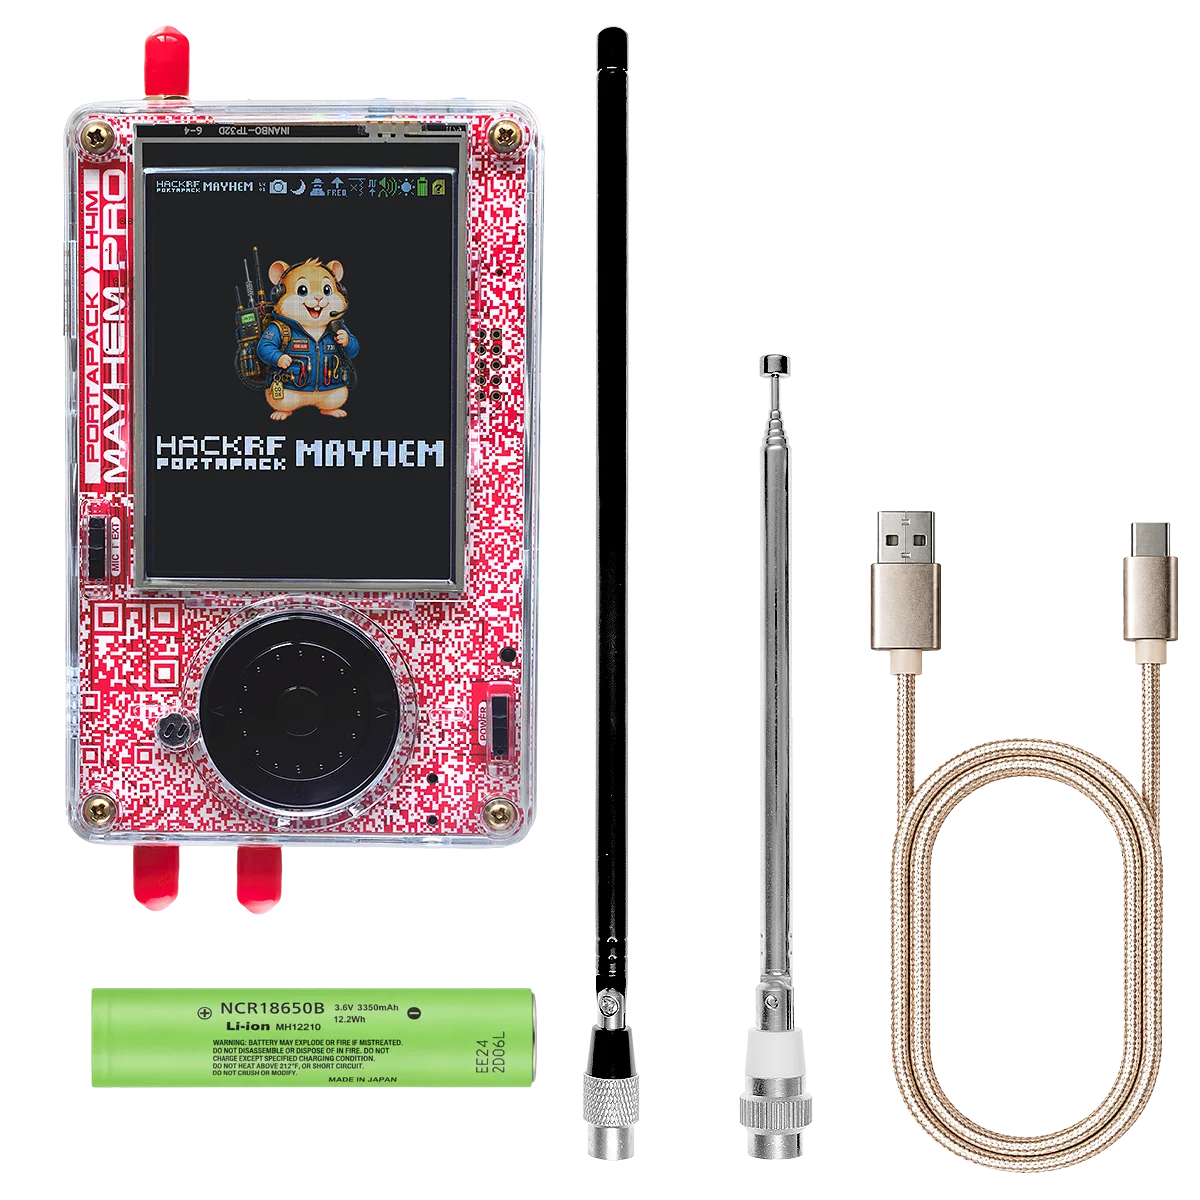 6-4 INANBO-TP32D
HACKRF
PORTAPACK
MAYHEM
FREQ
PORTAPACK > H4M
MAYHEM PRO
HACKRF
PORTAPACK
MAYHEM
MIC | EXT
POWER
NCR18650B 3.6V 3350mAh
12.2Wh
Li-ion MH12210
WARNING: BATTERY MAY EXPLODE OR FIRE IF MISTREATED.
DO NOT DISASSEMBLE OR DISPOSE OF IN FIRE. DO NOT
CHARGE EXCEPT SPECIFIED CHARGING CONDITION.
DO NOT HEAT ABOVE 212°F, OR SHORT CIRCUIT.
DO NOT CRUSH OR MODIFY.
MADE IN JAPAN
EE24
2D06L